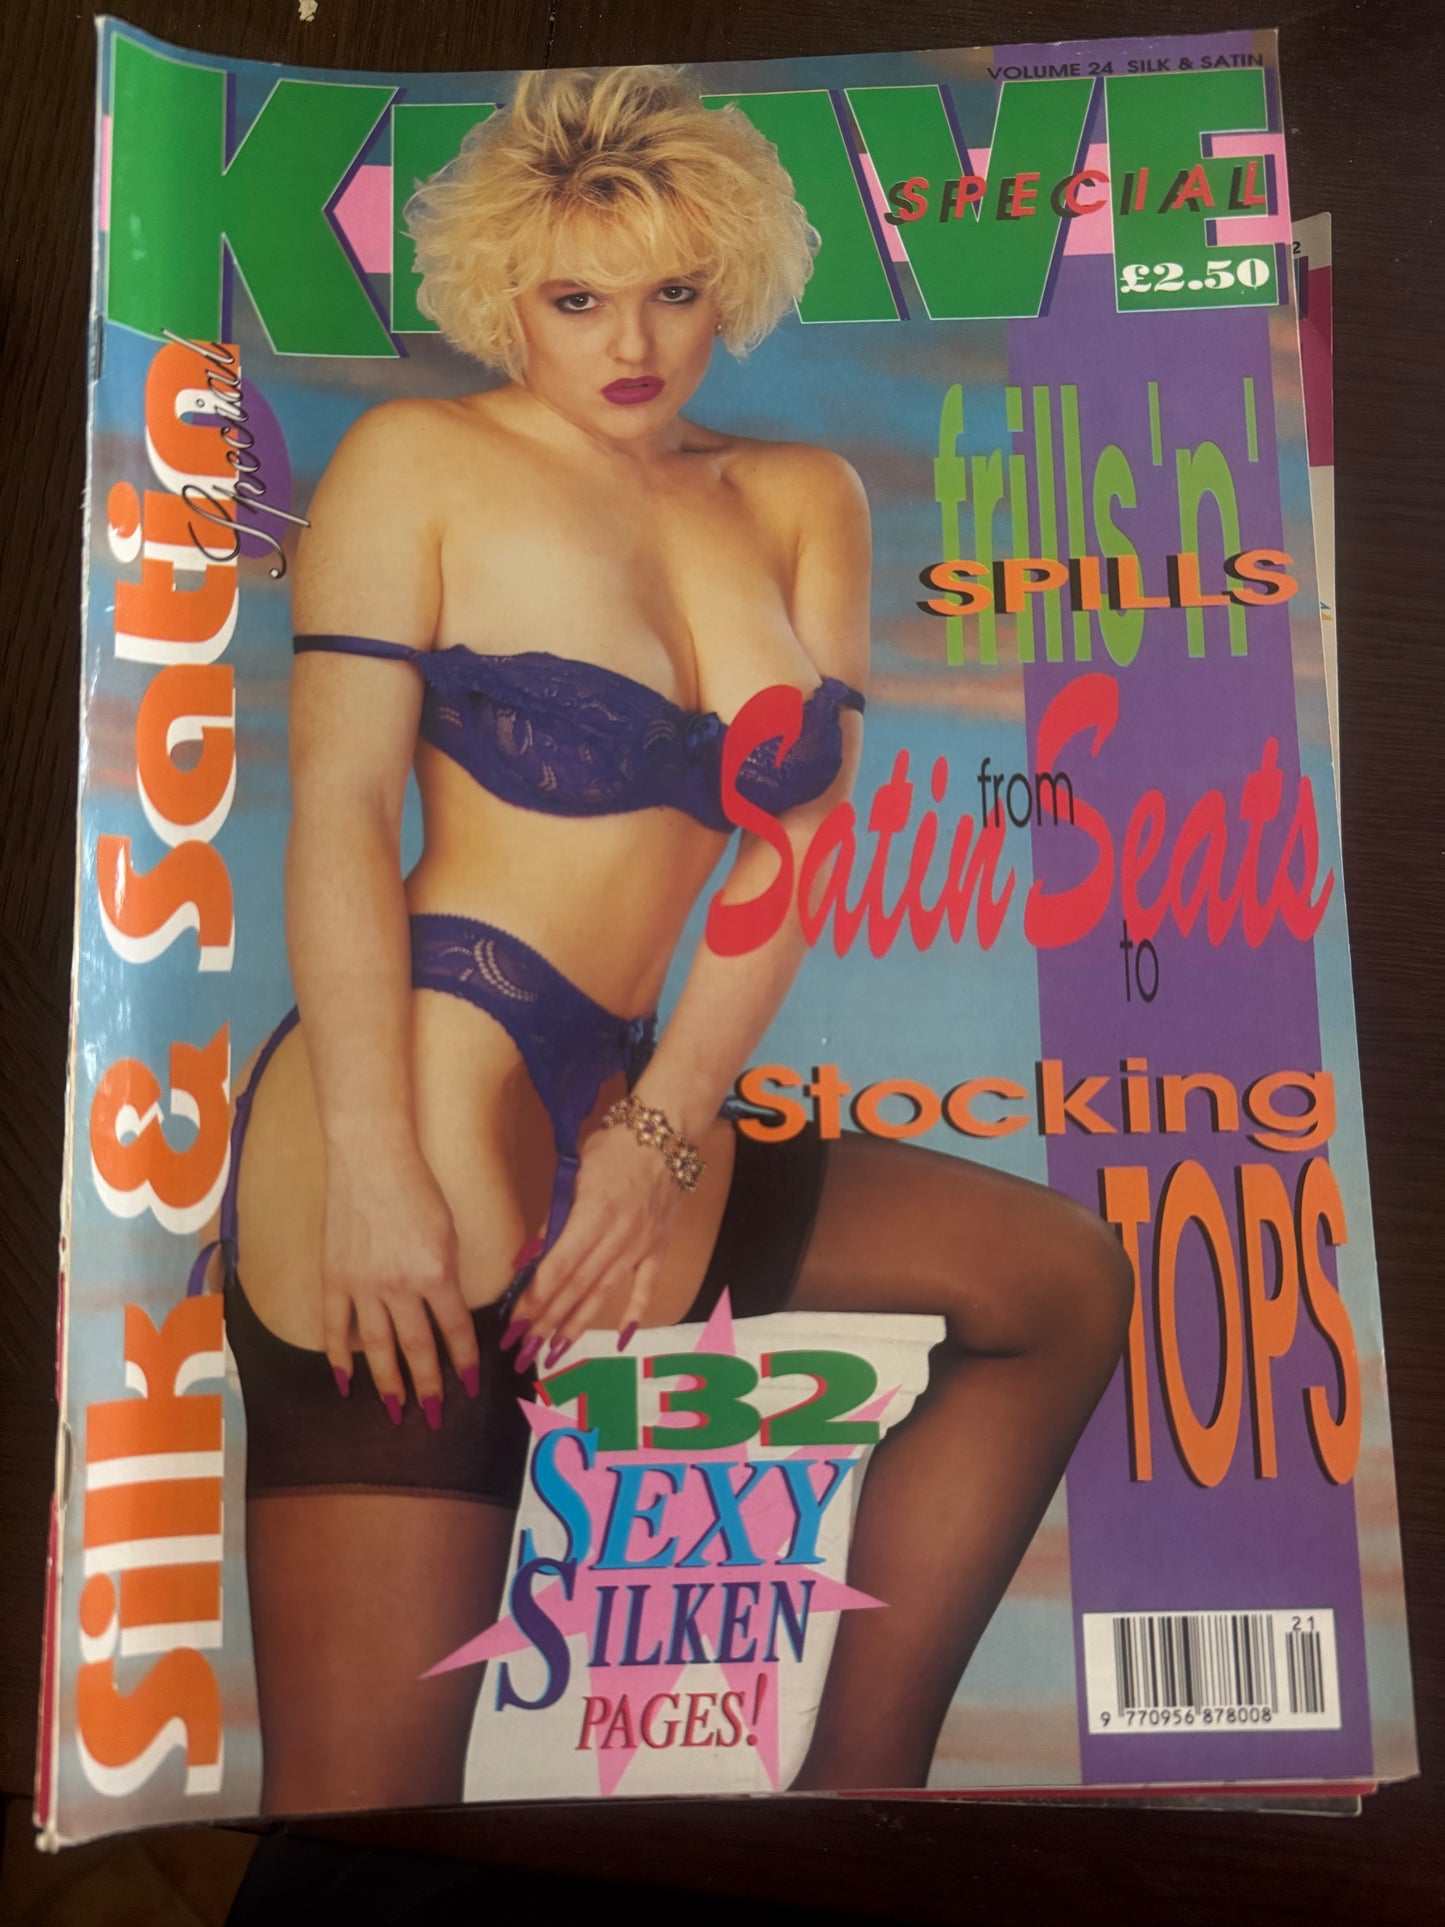 VOLUME 24 SILK & SATIN
KNAVE
SPECIAL
£2.50
Silk & Satin
Special
frills 'n'
SPILLS
Satin from Seats
to
Stocking
TOPS
132
SEXY
SILKEN
PAGES!
21
9 770956 878008
2